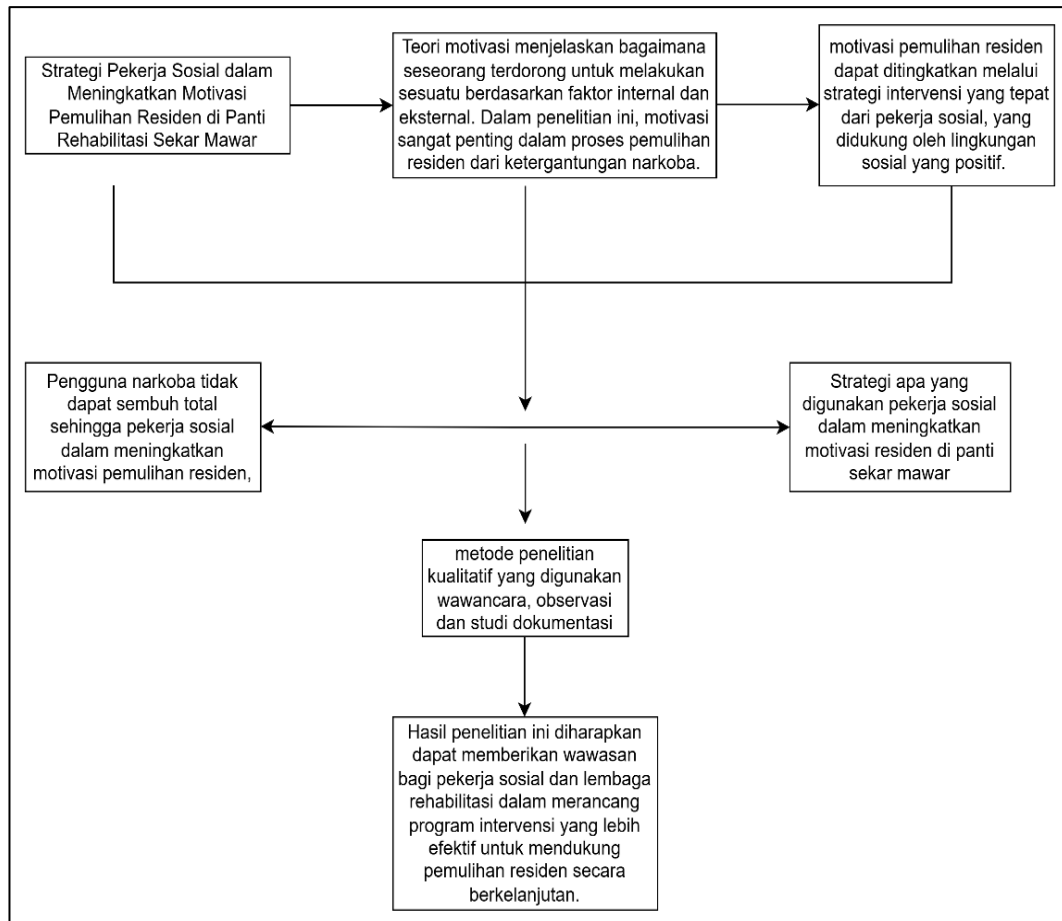 Strategi Pekerja Sosial dalam
Meningkatkan Motivasi
Pemulihan Residen di Panti
Rehabilitasi Sekar Mawar
Teori motivasi menjelaskan bagaimana
seseorang terdorong untuk melakukan
sesuatu berdasarkan faktor internal dan
eksternal. Dalam penelitian ini, motivasi
sangat penting dalam proses pemulihan
residen dari ketergantungan narkoba.
motivasi pemulihan residen
dapat ditingkatkan melalui
strategi intervensi yang tepat
dari pekerja sosial, yang
didukung oleh lingkungan
sosial yang positif.
Pengguna narkoba tidak
dapat sembuh total
sehingga pekerja sosial
dalam meningkatkan
motivasi pemulihan residen,
Strategi apa yang
digunakan pekerja sosial
dalam meningkatkan
motivasi residen di panti
sekar mawar
metode penelitian
kualitatif yang digunakan
wawancara, observasi
dan studi dokumentasi
Hasil penelitian ini diharapkan
dapat memberikan wawasan
bagi pekerja sosial dan lembaga
rehabilitasi dalam merancang
program intervensi yang lebih
efektif untuk mendukung
pemulihan residen secara
berkelanjutan.